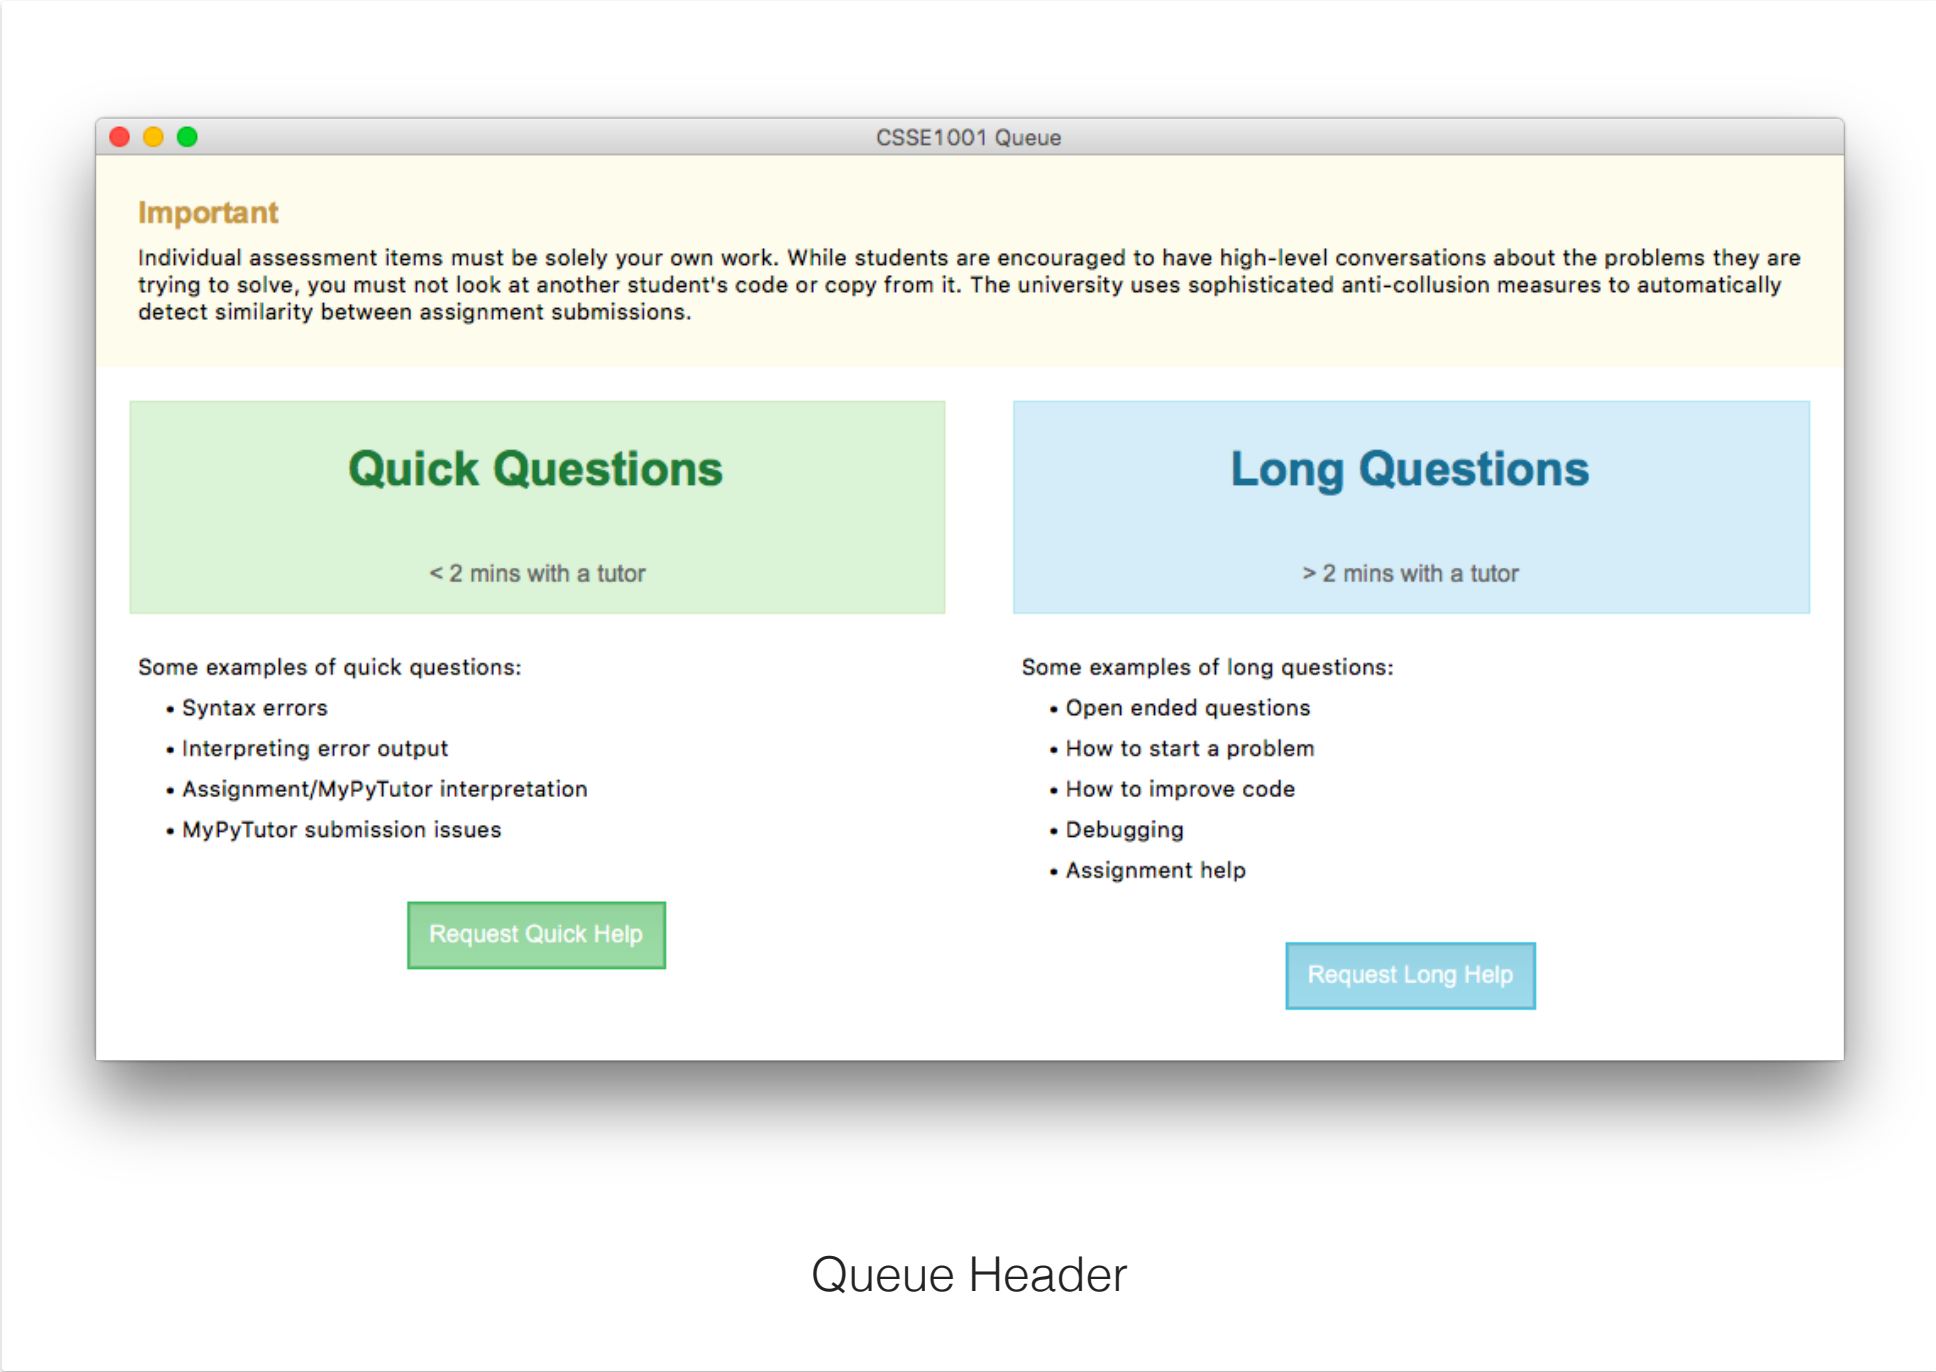 CSSE1001 Queue
Important
Individual assessment items must be solely your own work. While students are encouraged to have high-level conversations about the problems they are
trying to solve, you must not look at another student's code or copy from it. The university uses sophisticated anti-collusion measures to automatically
detect similarity between assignment submissions.
Quick Questions
< 2 mins with a tutor
Some examples of quick questions:
• Syntax errors
• Interpreting error output
• Assignment/MyPyTutor interpretation
• MyPyTutor submission issues
Request Quick Help
Long Questions
> 2 mins with a tutor
Some examples of long questions:
• Open ended questions
• How to start a problem
• How to improve code
• Debugging
• Assignment help
Request Long Help
Queue Header